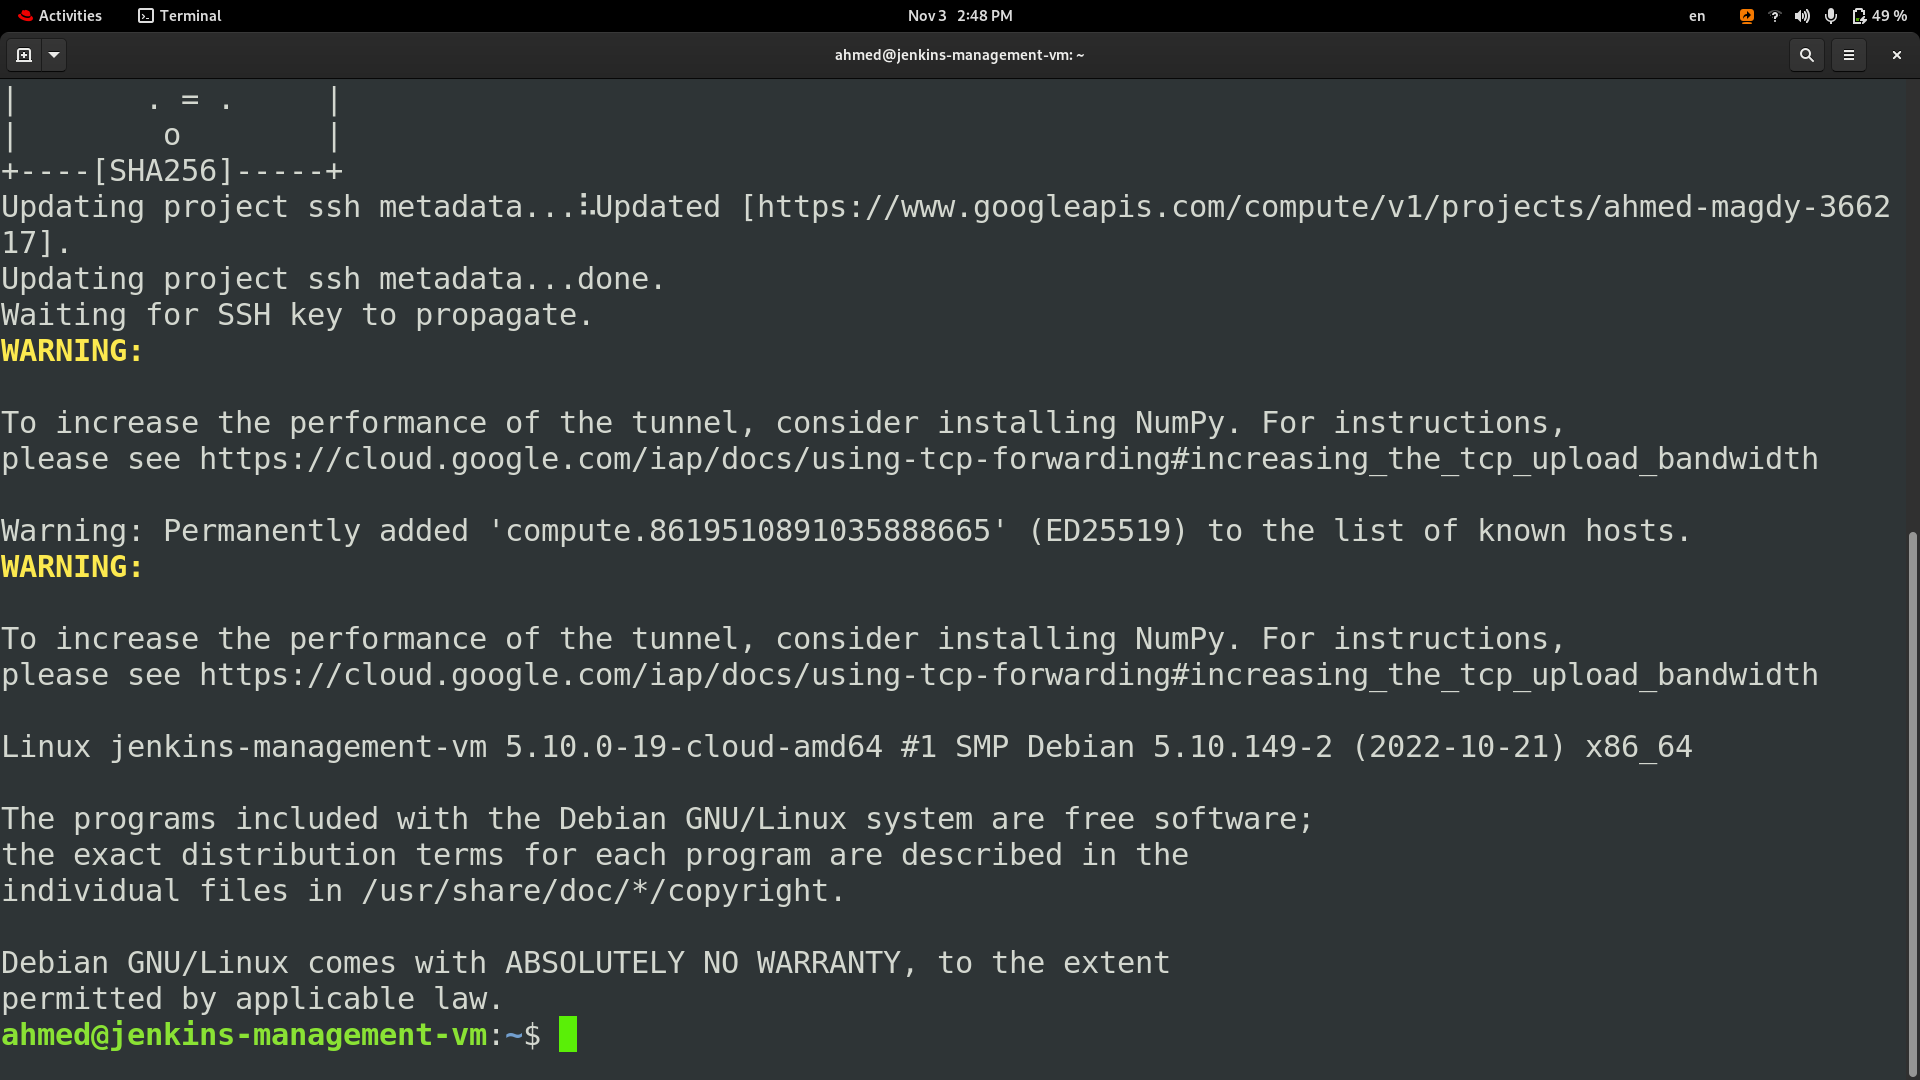 Activities Terminal Nov 3 2:48 PM en 49 %
ahmed@jenkins-management-vm: ~
|       . = .     |
|        o        |
+----[SHA256]-----+
Updating project ssh metadata...⠧Updated [https://www.googleapis.com/compute/v1/projects/ahmed-magdy-3662
17].
Updating project ssh metadata...done.
Waiting for SSH key to propagate.
WARNING:
To increase the performance of the tunnel, consider installing NumPy. For instructions,
please see https://cloud.google.com/iap/docs/using-tcp-forwarding#increasing_the_tcp_upload_bandwidth
Warning: Permanently added 'compute.8619510891035888665' (ED25519) to the list of known hosts.
WARNING:
To increase the performance of the tunnel, consider installing NumPy. For instructions,
please see https://cloud.google.com/iap/docs/using-tcp-forwarding#increasing_the_tcp_upload_bandwidth
Linux jenkins-management-vm 5.10.0-19-cloud-amd64 #1 SMP Debian 5.10.149-2 (2022-10-21) x86_64
The programs included with the Debian GNU/Linux system are free software;
the exact distribution terms for each program are described in the
individual files in /usr/share/doc/*/copyright.
Debian GNU/Linux comes with ABSOLUTELY NO WARRANTY, to the extent
permitted by applicable law.
ahmed@jenkins-management-vm:~$